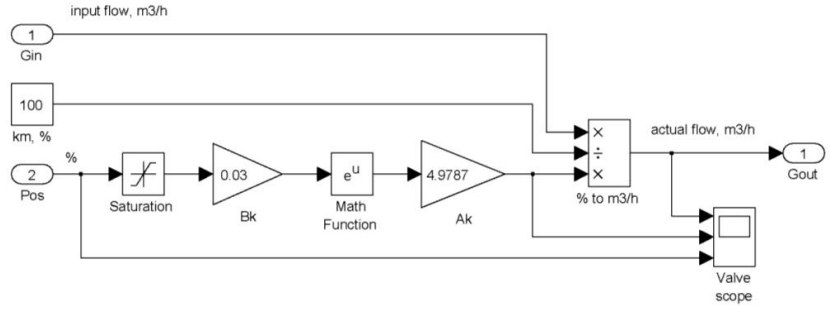 input flow, m3/h
1
Gin
100
km, %
%
2
Pos
Saturation
0.03
Bk
eu
Math
Function
4.9787
Ak
×
÷
×
% to m3/h
actual flow, m3/h
1
Gout
Valve
scope